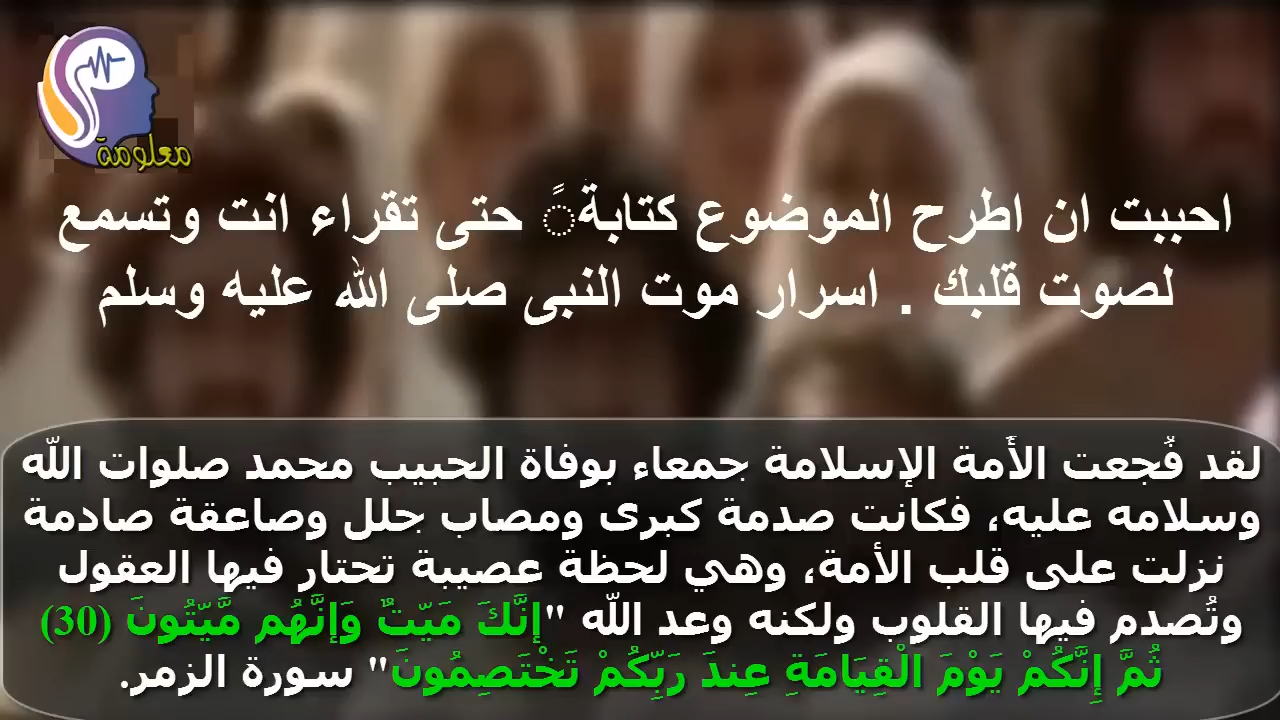 معلومة
احببت ان اطرح الموضوع كتابة ً حتى تقراء انت وتسمع
لصوت قلبك . اسرار موت النبى صلى الله عليه وسلم
لقد فُجعت الأمة الإسلامة جمعاء بوفاة الحبيب محمد صلوات الله
وسلامه عليه، فكانت صدمة كبرى ومصاب جلل وصاعقة صادمة
نزلت على قلب الأمة، وهي لحظة عصيبة تحتار فيها العقول
وتُصدم فيها القلوب ولكنه وعد الله "إِنَّكَ مَيِّتٌ وَإِنَّهُم مَّيِّتُونَ (30)
ثُمَّ إِنَّكُمْ يَوْمَ الْقِيَامَةِ عِندَ رَبِّكُمْ تَخْتَصِمُونَ" سورة الزمر.